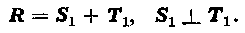 R = S₁ + T₁, S₁ ⊥ T₁.